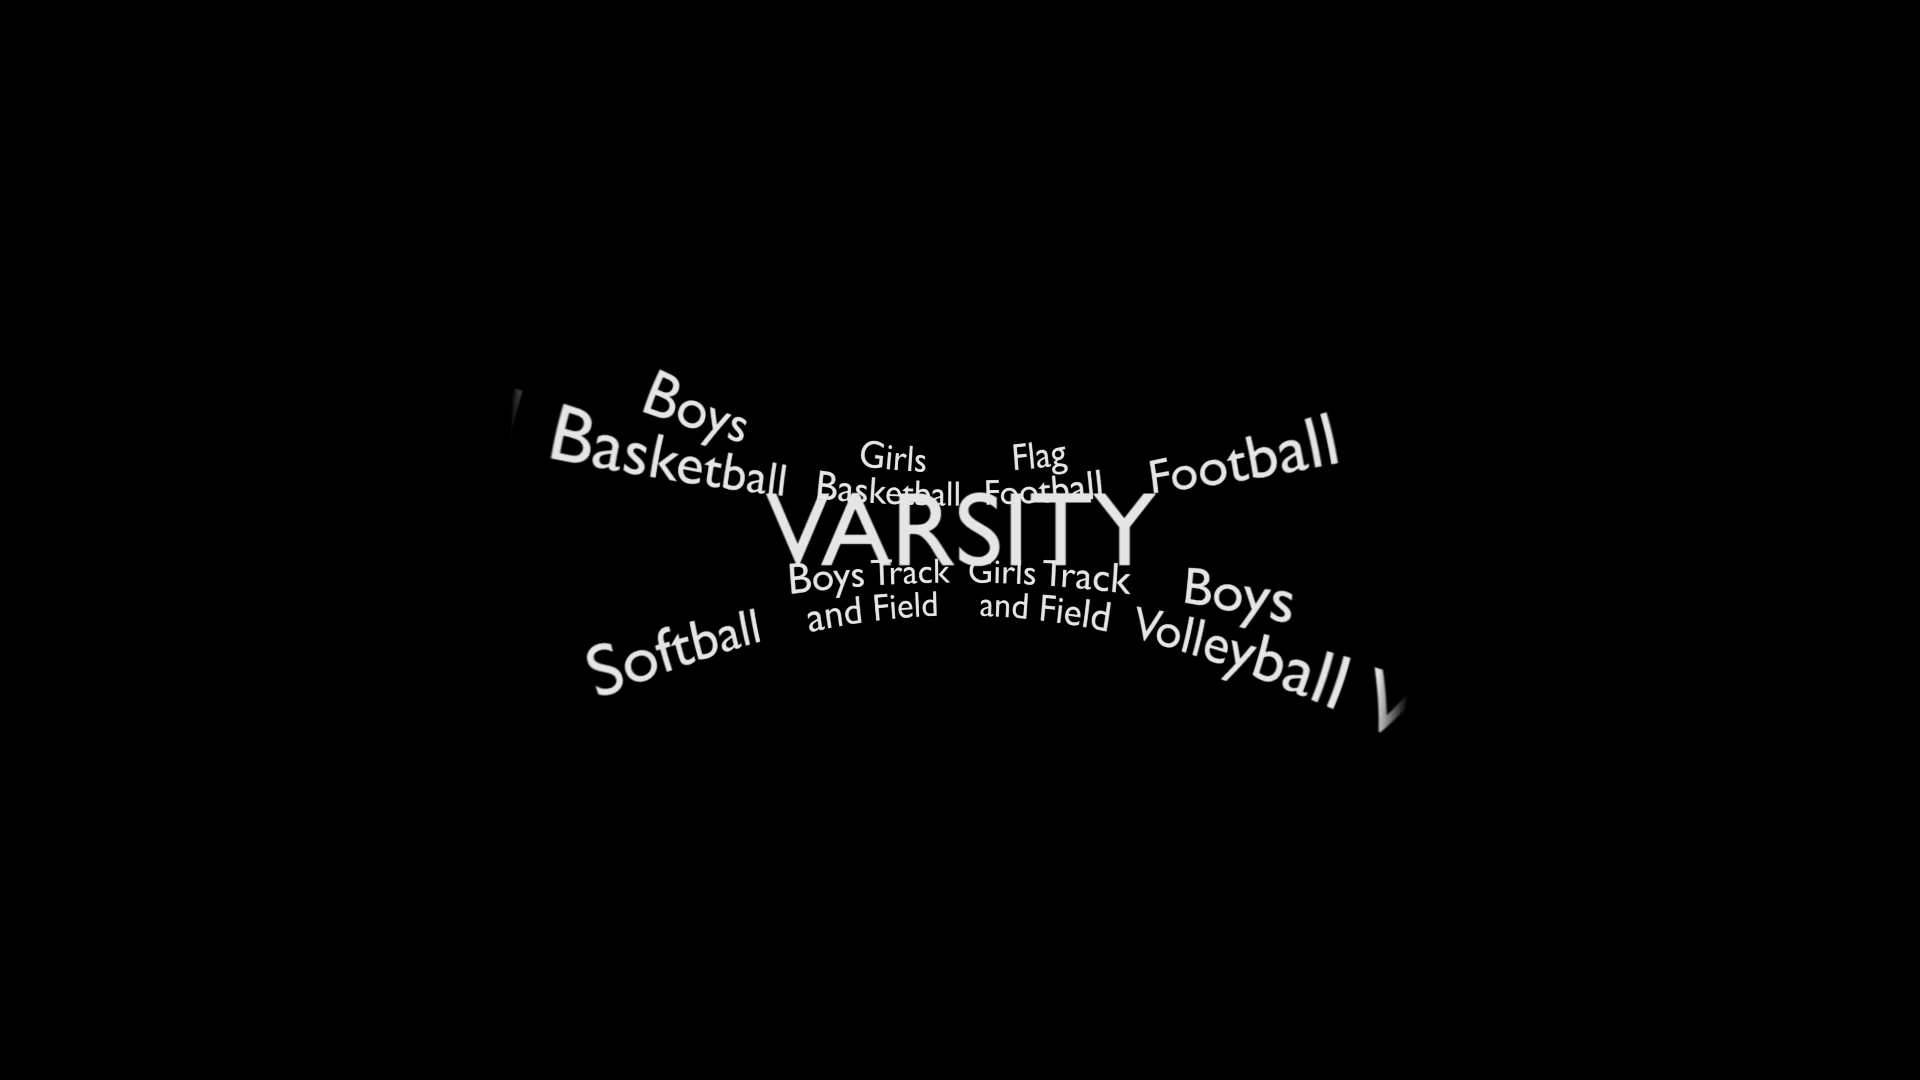 Boys
Basketball
Girls
Basketball
Flag
Football
Football
VARSITY
Softball
Boys Track
and Field
Girls Track
and Field
Boys
Volleyball